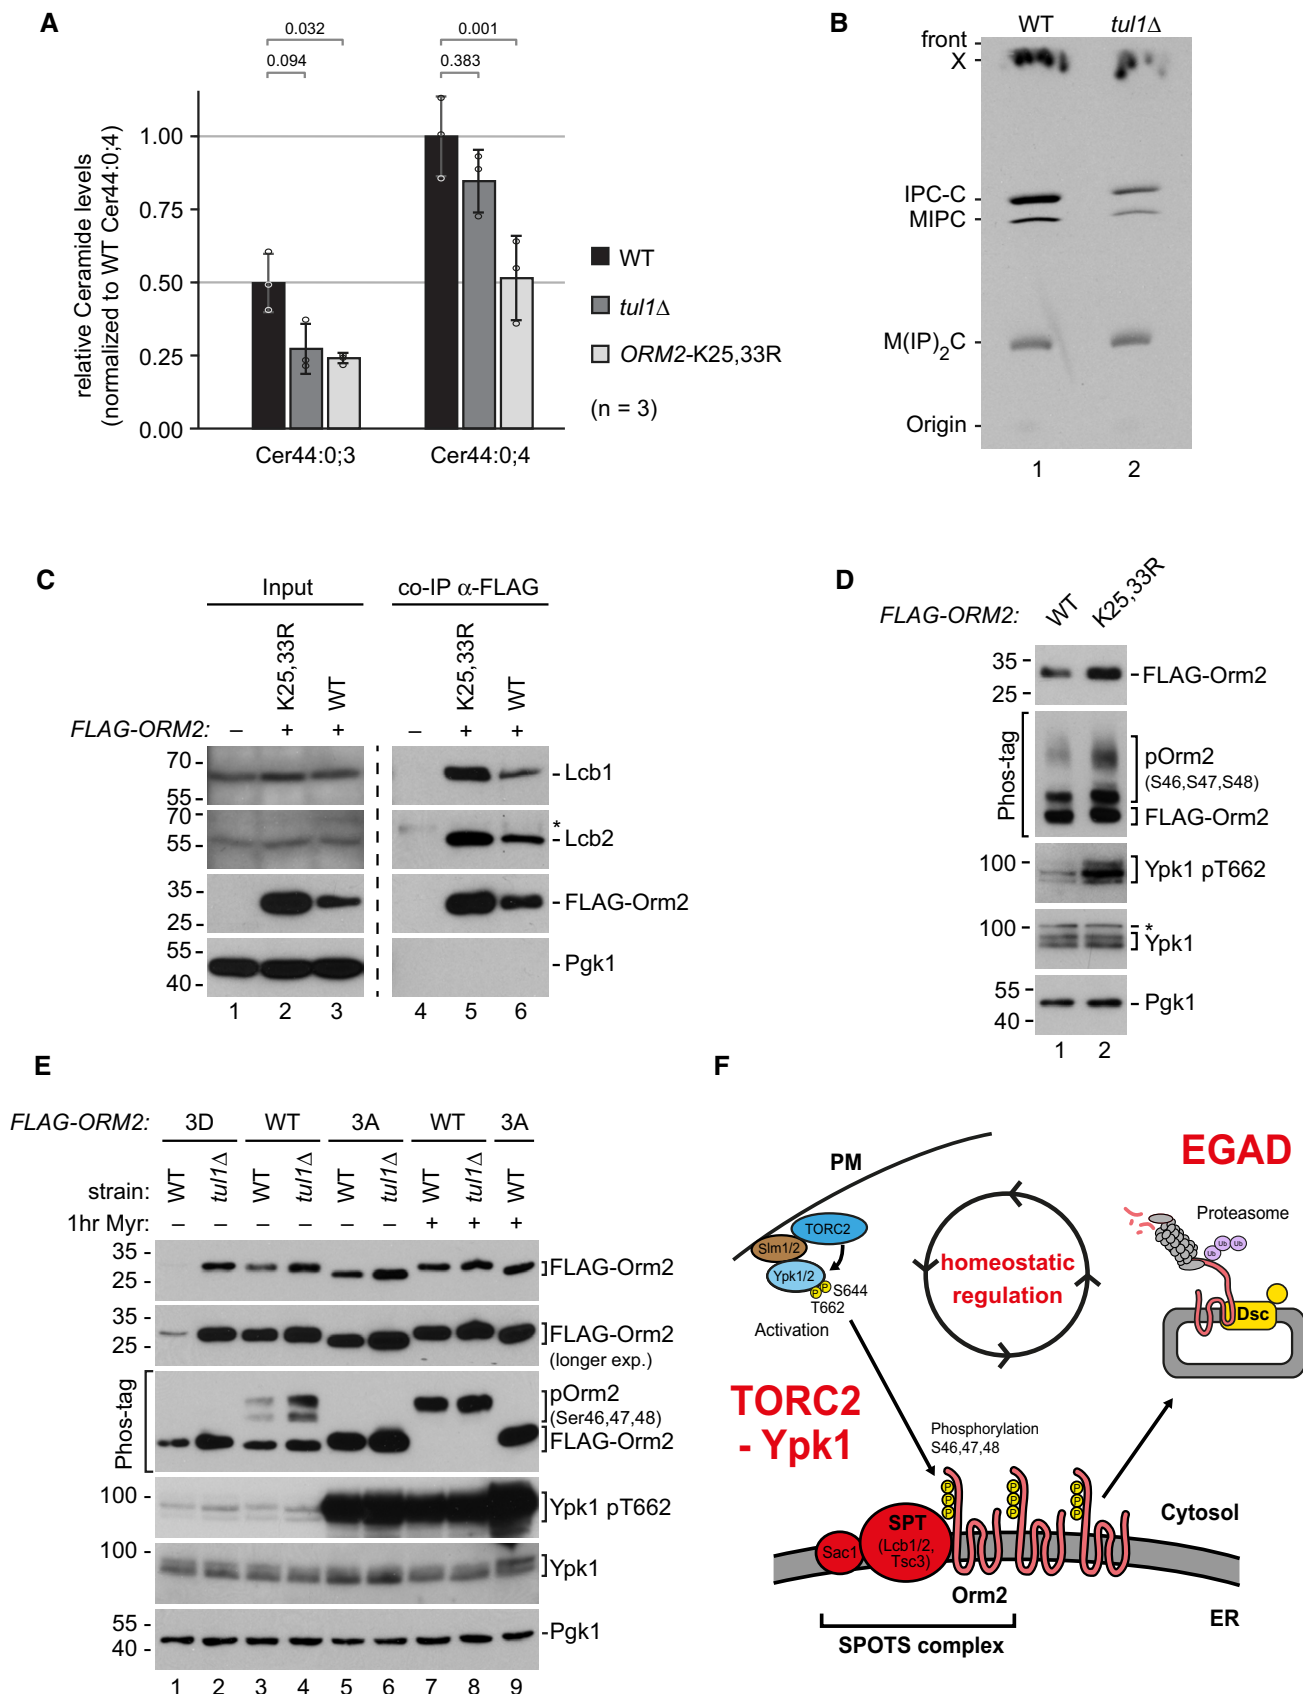 A
0.032
0.094
0.001
0.383
relative Ceramide levels
(normalized to WT Cer44:0;4)
1.00
0.75
0.50
0.25
0.00
Cer44:0;3
Cer44:0;4
WT
tul1Δ
ORM2-K25,33R
(n = 3)
B
WT
tul1Δ
front
X
IPC-C
MIPC
M(IP)2C
Origin
1 2
C
Input
co-IP α-FLAG
K25,33R
WT
K25,33R
WT
FLAG-ORM2: – + + – + +
70
55
Lcb1
70
55
*
Lcb2
35
25
FLAG-Orm2
55
40
Pgk1
1 2 3 4 5 6
D
FLAG-ORM2:
WT
K25,33R
35
25
FLAG-Orm2
Phos-tag
pOrm2
(S46,S47,S48)
FLAG-Orm2
100
Ypk1 pT662
100
*
Ypk1
55
40
Pgk1
1 2
E
FLAG-ORM2: 3D WT 3A WT 3A
strain: WT tul1Δ WT tul1Δ WT tul1Δ WT tul1Δ WT
1hr Myr: – – – – – – + + +
35
25
FLAG-Orm2
35
25
FLAG-Orm2
(longer exp.)
Phos-tag
pOrm2
(Ser46,47,48)
FLAG-Orm2
100
Ypk1 pT662
100
Ypk1
55
40
Pgk1
1 2 3 4 5 6 7 8 9
F
PM
TORC2
Slm1/2
Ypk1/2
P P
S644
T662
Activation
homeostatic
regulation
EGAD
Proteasome
Ub Ub
Ub
Dsc
TORC2
- Ypk1
Phosphorylation
S46,47,48
P P P
P P P
P P P
Cytosol
SPT
(Lcb1/2,
Tsc3)
Sac1
Orm2
ER
SPOTS complex